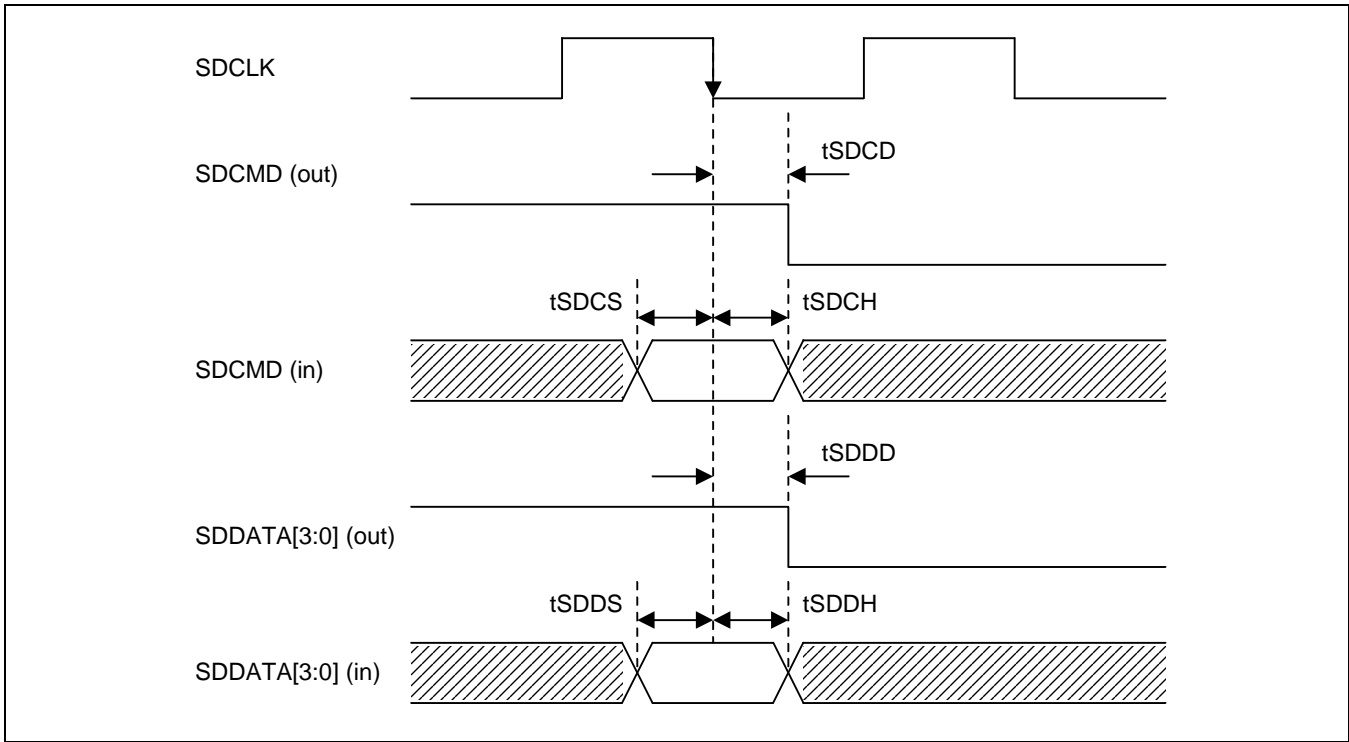 SDCLK
tSDCD
SDCMD (out)
tSDCS
tSDCH
SDCMD (in)
tSDDD
SDDATA[3:0] (out)
tSDDS
tSDDH
SDDATA[3:0] (in)